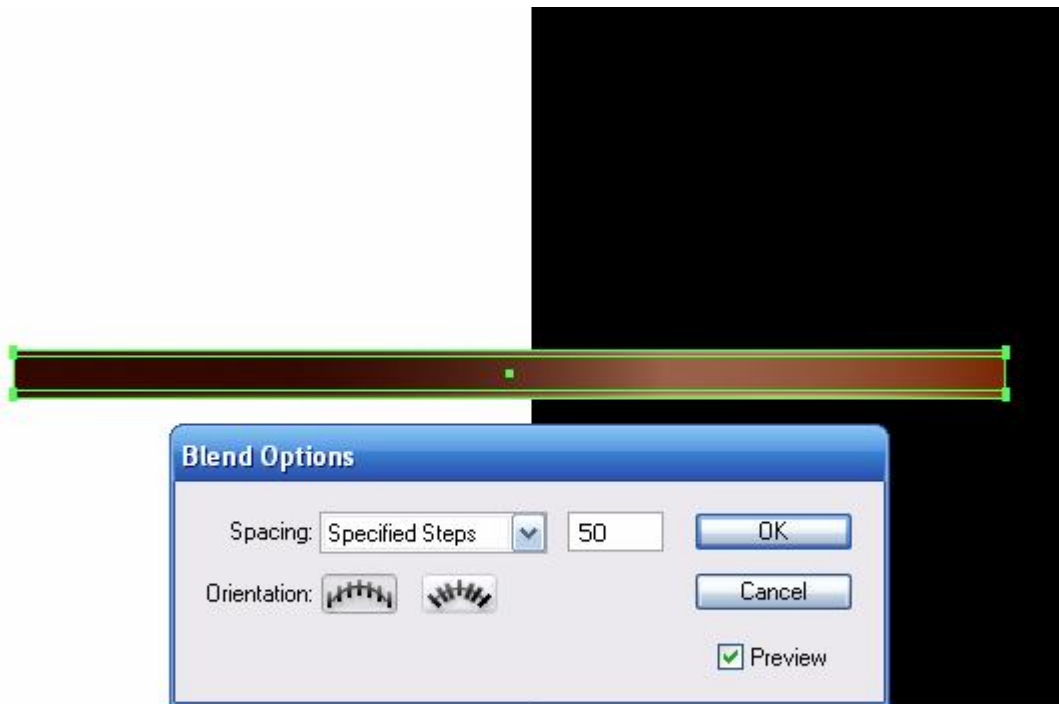 Blend Options
Spacing: Specified Steps 50 OK
Orientation: Cancel
Preview